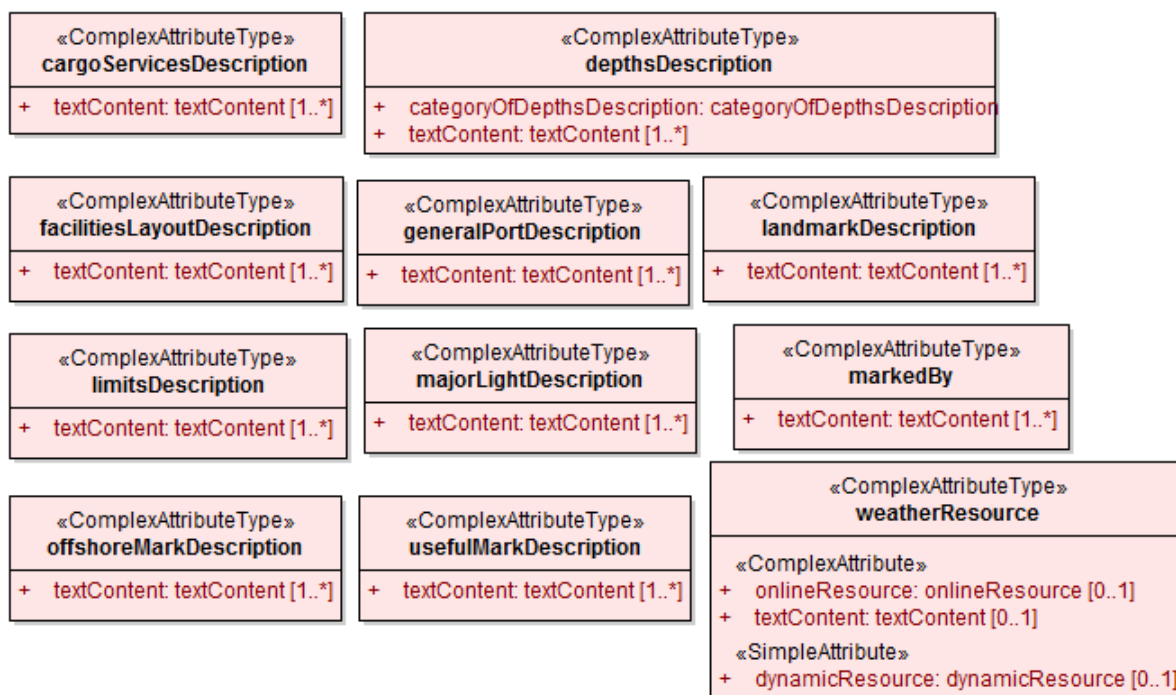 «ComplexAttributeType»
cargoServicesDescription
+ textContent: textContent [1..*]
«ComplexAttributeType»
depthsDescription
+ categoryOfDepthsDescription: categoryOfDepthsDescription
+ textContent: textContent [1..*]
«ComplexAttributeType»
facilitiesLayoutDescription
+ textContent: textContent [1..*]
«ComplexAttributeType»
generalPortDescription
+ textContent: textContent [1..*]
«ComplexAttributeType»
landmarkDescription
+ textContent: textContent [1..*]
«ComplexAttributeType»
limitsDescription
+ textContent: textContent [1..*]
«ComplexAttributeType»
majorLightDescription
+ textContent: textContent [1..*]
«ComplexAttributeType»
markedBy
+ textContent: textContent [1..*]
«ComplexAttributeType»
offshoreMarkDescription
+ textContent: textContent [1..*]
«ComplexAttributeType»
usefulMarkDescription
+ textContent: textContent [1..*]
«ComplexAttributeType»
weatherResource
«ComplexAttribute»
+ onlineResource: onlineResource [0..1]
+ textContent: textContent [0..1]
«SimpleAttribute»
+ dynamicResource: dynamicResource [0..1]